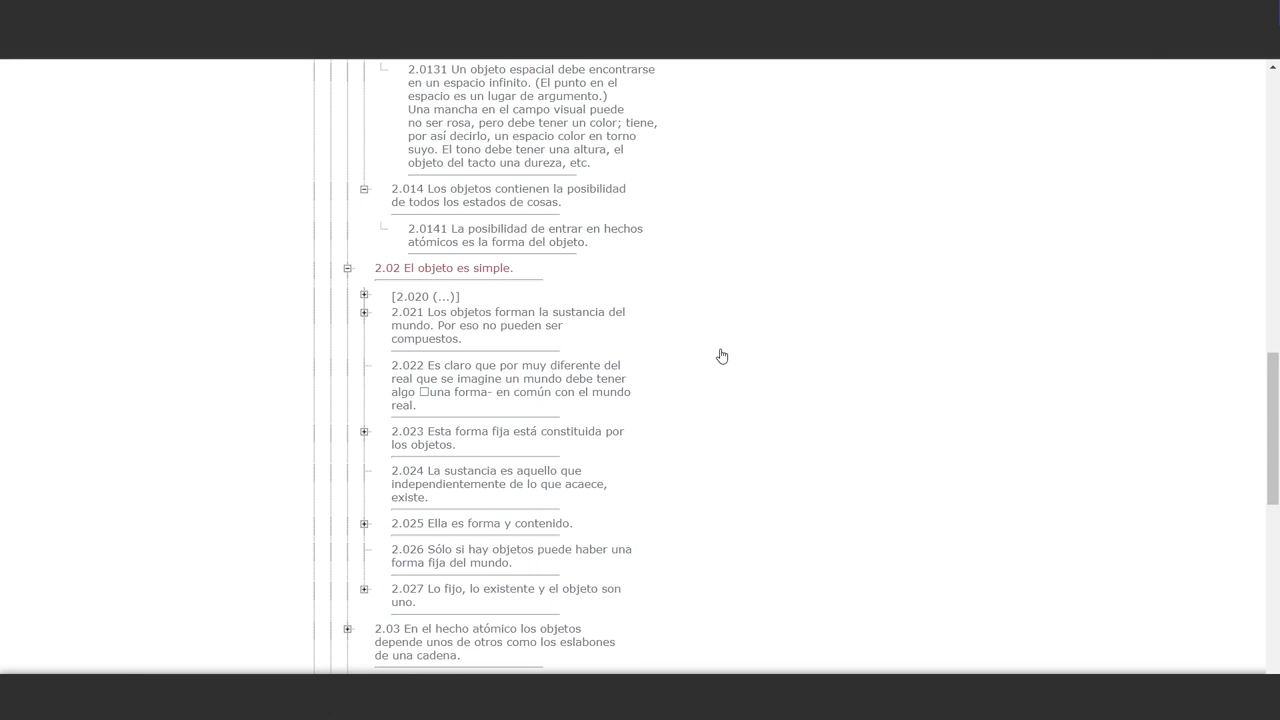 2.0131 Un objeto espacial debe encontrarse
en un espacio infinito. (El punto en el
espacio es un lugar de argumento.)
Una mancha en el campo visual puede
no ser rosa, pero debe tener un color; tiene,
por así decirlo, un espacio color en torno
suyo. El tono debe tener una altura, el
objeto del tacto una dureza, etc.
2.014 Los objetos contienen la posibilidad
de todos los estados de cosas.
2.0141 La posibilidad de entrar en hechos
atómicos es la forma del objeto.
2.02 El objeto es simple.
[2.020 (...)]
2.021 Los objetos forman la sustancia del
mundo. Por eso no pueden ser
compuestos.
2.022 Es claro que por muy diferente del
real que se imagine un mundo debe tener
algo □una forma- en común con el mundo
real.
2.023 Esta forma fija está constituida por
los objetos.
2.024 La sustancia es aquello que
independientemente de lo que acaece,
existe.
2.025 Ella es forma y contenido.
2.026 Sólo si hay objetos puede haber una
forma fija del mundo.
2.027 Lo fijo, lo existente y el objeto son
uno.
2.03 En el hecho atómico los objetos
depende unos de otros como los eslabones
de una cadena.